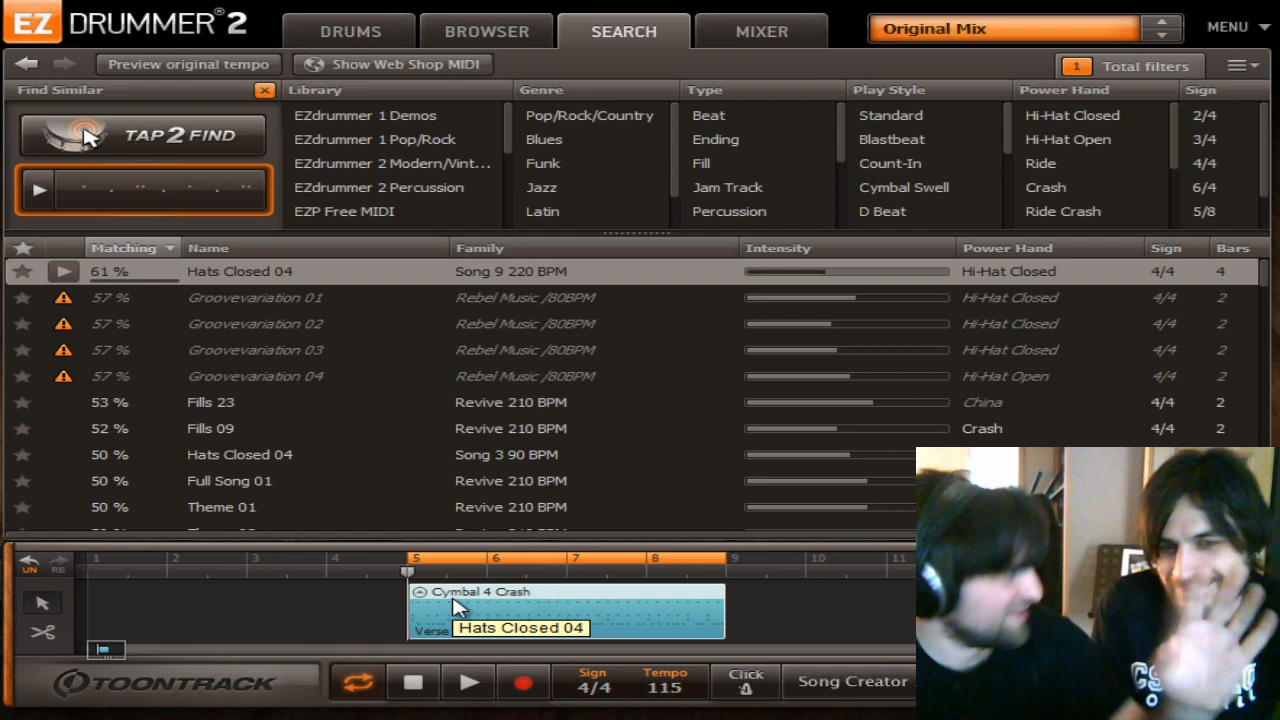 EZ DRUMMER® 2 DRUMS BROWSER SEARCH MIXER Original Mix MENU
Preview original tempo Show Web Shop MIDI 1 Total filters
Find Similar Library Genre Type Play Style Power Hand Sign
TAP2FIND
EZdrummer 1 Demos Pop/Rock/Country Beat Standard Hi-Hat Closed 2/4
EZdrummer 1 Pop/Rock Blues Ending Blastbeat Hi-Hat Open 3/4
EZdrummer 2 Modern/Vint... Funk Fill Count-In Ride 4/4
EZdrummer 2 Percussion Jazz Jam Track Cymbal Swell Crash 6/4
EZP Free MIDI Latin Percussion D Beat Ride Crash 5/8
Matching Name Family Intensity Power Hand Sign Bars
61 % Hats Closed 04 Song 9 220 BPM Hi-Hat Closed 4/4 4
57 % Groovevariation 01 Rebel Music /80BPM Hi-Hat Closed 4/4 2
57 % Groovevariation 02 Rebel Music /80BPM Hi-Hat Closed 4/4 2
57 % Groovevariation 03 Rebel Music /80BPM Hi-Hat Closed 4/4 2
57 % Groovevariation 04 Rebel Music /80BPM Hi-Hat Open 4/4 2
53 % Fills 23 Revive 210 BPM China 4/4 2
52 % Fills 09 Revive 210 BPM Crash 4/4 2
50 % Hats Closed 04 Song 3 90 BPM
50 % Full Song 01 Revive 210 BPM
50 % Theme 01 Revive 210 BPM
UN RE 1 2 3 4 5 6 7 8 9 10 11
Cymbal 4 Crash
Verse Hats Closed 04
TOONTRACK Sign 4/4 Tempo 115 Click Song Creator